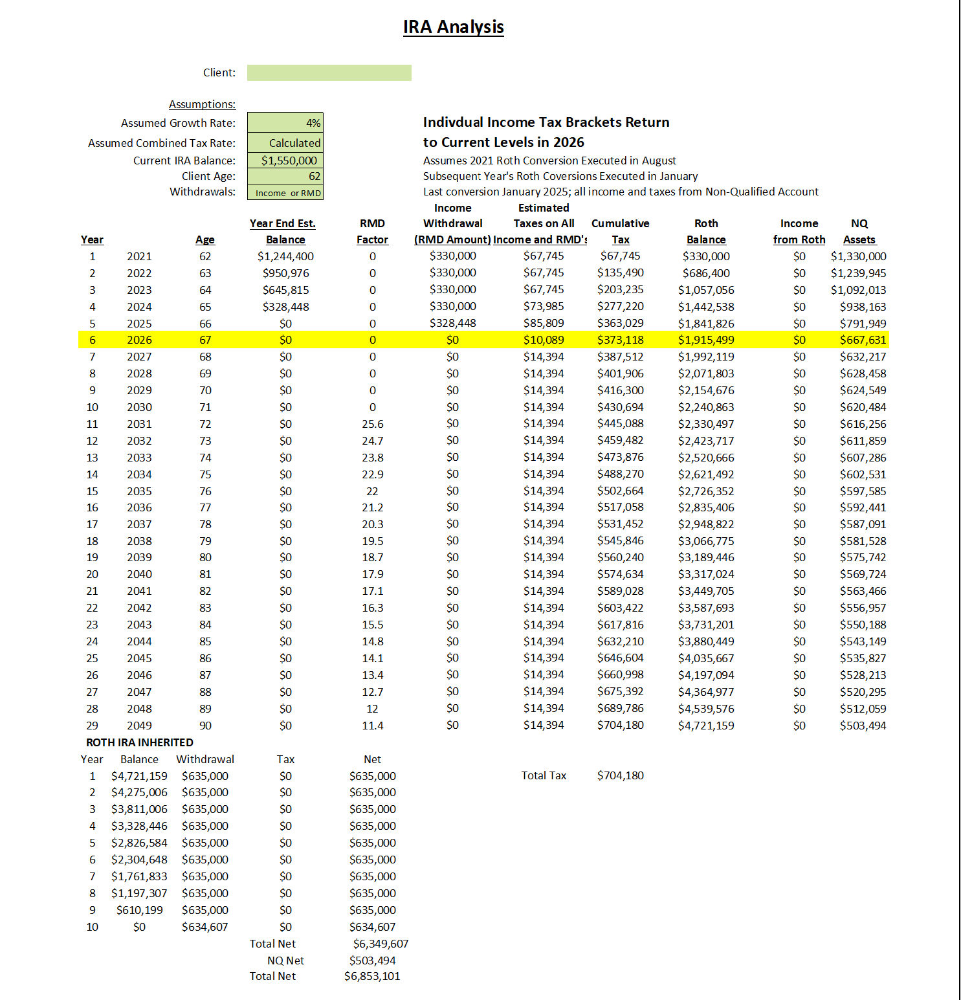 IRA Analysis
Client:
Assumptions:
Assumed Growth Rate: 4% Indivdual Income Tax Brackets Return
Assumed Combined Tax Rate: Calculated to Current Levels in 2026
Current IRA Balance: $1,550,000 Assumes 2021 Roth Conversion Executed in August
Client Age: 62 Subsequent Year's Roth Coversions Executed in January
Withdrawals: Income or RMD Last conversion January 2025; all income and taxes from Non-Qualified Account
Income Estimated
Year End Est. RMD Withdrawal Taxes on All Cumulative Roth Income NQ
Year Age Balance Factor (RMD Amount) Income and RMD's Tax Balance from Roth Assets
1 2021 62 $1,244,400 0 $330,000 $67,745 $67,745 $330,000 $0 $1,330,000
2 2022 63 $950,976 0 $330,000 $67,745 $135,490 $686,400 $0 $1,239,945
3 2023 64 $645,815 0 $330,000 $67,745 $203,235 $1,057,056 $0 $1,092,013
4 2024 65 $328,448 0 $330,000 $73,985 $277,220 $1,442,538 $0 $938,163
5 2025 66 $0 0 $328,448 $85,809 $363,029 $1,841,826 $0 $791,949
6 2026 67 $0 0 $0 $10,089 $373,118 $1,915,499 $0 $667,631
7 2027 68 $0 0 $0 $14,394 $387,512 $1,992,119 $0 $632,217
8 2028 69 $0 0 $0 $14,394 $401,906 $2,071,803 $0 $628,458
9 2029 70 $0 0 $0 $14,394 $416,300 $2,154,676 $0 $624,549
10 2030 71 $0 0 $0 $14,394 $430,694 $2,240,863 $0 $620,484
11 2031 72 $0 25.6 $0 $14,394 $445,088 $2,330,497 $0 $616,256
12 2032 73 $0 24.7 $0 $14,394 $459,482 $2,423,717 $0 $611,859
13 2033 74 $0 23.8 $0 $14,394 $473,876 $2,520,666 $0 $607,286
14 2034 75 $0 22.9 $0 $14,394 $488,270 $2,621,492 $0 $602,531
15 2035 76 $0 22 $0 $14,394 $502,664 $2,726,352 $0 $597,585
16 2036 77 $0 21.2 $0 $14,394 $517,058 $2,835,406 $0 $592,441
17 2037 78 $0 20.3 $0 $14,394 $531,452 $2,948,822 $0 $587,091
18 2038 79 $0 19.5 $0 $14,394 $545,846 $3,066,775 $0 $581,528
19 2039 80 $0 18.7 $0 $14,394 $560,240 $3,189,446 $0 $575,742
20 2040 81 $0 17.9 $0 $14,394 $574,634 $3,317,024 $0 $569,724
21 2041 82 $0 17.1 $0 $14,394 $589,028 $3,449,705 $0 $563,466
22 2042 83 $0 16.3 $0 $14,394 $603,422 $3,587,693 $0 $556,957
23 2043 84 $0 15.5 $0 $14,394 $617,816 $3,731,201 $0 $550,188
24 2044 85 $0 14.8 $0 $14,394 $632,210 $3,880,449 $0 $543,149
25 2045 86 $0 14.1 $0 $14,394 $646,604 $4,035,667 $0 $535,827
26 2046 87 $0 13.4 $0 $14,394 $660,998 $4,197,094 $0 $528,213
27 2047 88 $0 12.7 $0 $14,394 $675,392 $4,364,977 $0 $520,295
28 2048 89 $0 12 $0 $14,394 $689,786 $4,539,576 $0 $512,059
29 2049 90 $0 11.4 $0 $14,394 $704,180 $4,721,159 $0 $503,494
ROTH IRA INHERITED
Year Balance Withdrawal Tax Net
1 $4,721,159 $635,000 $0 $635,000 Total Tax $704,180
2 $4,275,006 $635,000 $0 $635,000
3 $3,811,006 $635,000 $0 $635,000
4 $3,328,446 $635,000 $0 $635,000
5 $2,826,584 $635,000 $0 $635,000
6 $2,304,648 $635,000 $0 $635,000
7 $1,761,833 $635,000 $0 $635,000
8 $1,197,307 $635,000 $0 $635,000
9 $610,199 $635,000 $0 $635,000
10 $0 $634,607 $0 $634,607
Total Net $6,349,607
NQ Net $503,494
Total Net $6,853,101